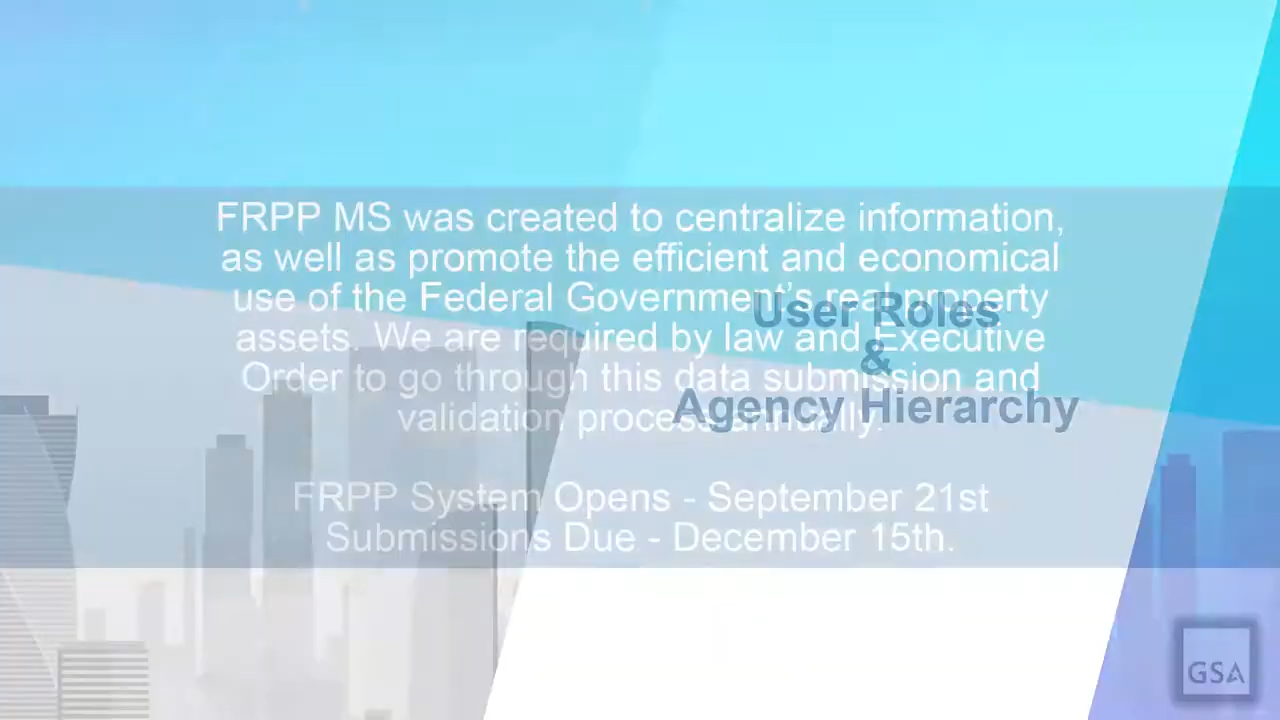 FRPP MS was created to centralize information,
as well as promote the efficient and economical
use of the Federal Government's real property
assets. We are required by law and Executive
Order to go through this data submission and
validation process annually.
FRPP System Opens - September 21st
Submissions Due - December 15th.
User Roles
&
Agency Hierarchy
GSA